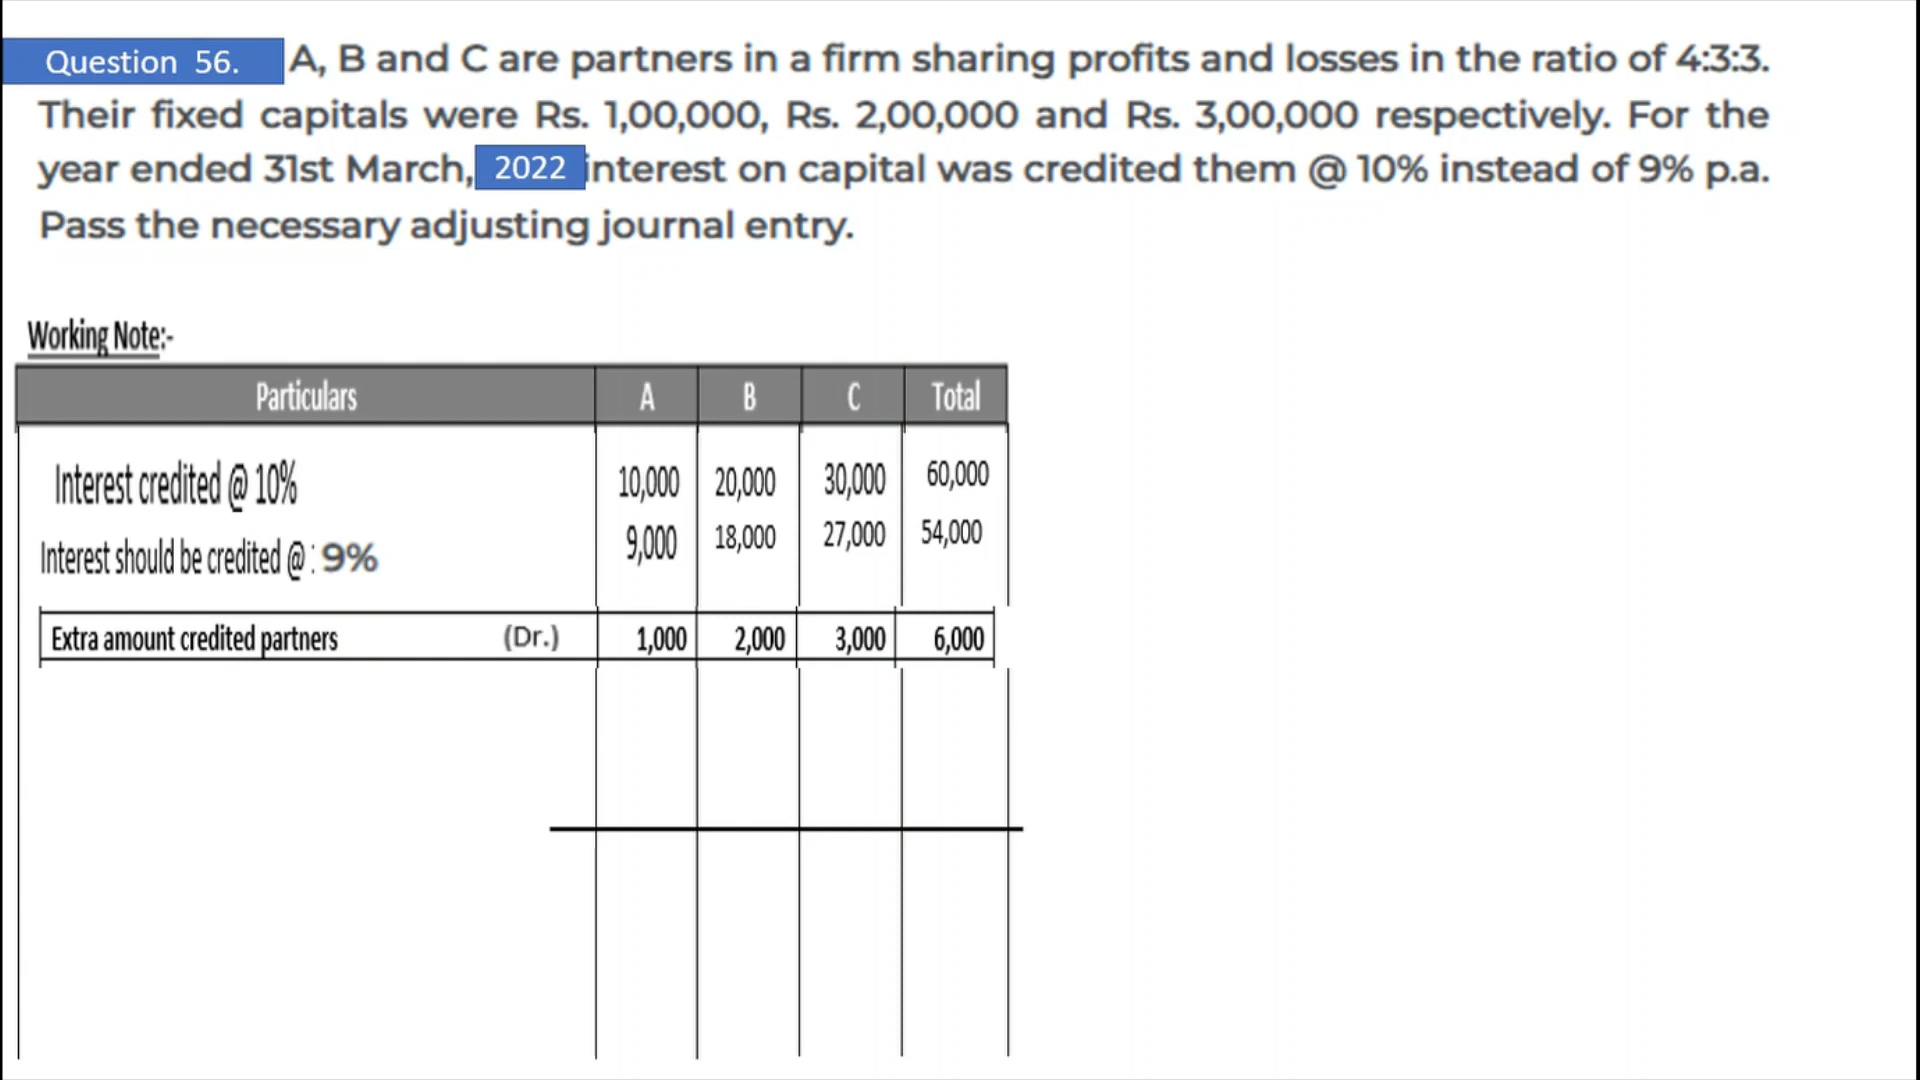 Question 56. A, B and C are partners in a firm sharing profits and losses in the ratio of 4:3:3.
Their fixed capitals were Rs. 1,00,000, Rs. 2,00,000 and Rs. 3,00,000 respectively. For the
year ended 31st March, 2022 interest on capital was credited them @ 10% instead of 9% p.a.
Pass the necessary adjusting journal entry.
Working Note:-
Particulars A B C Total
Interest credited @ 10% 10,000 20,000 30,000 60,000
Interest should be credited @ 9% 9,000 18,000 27,000 54,000
Extra amount credited partners (Dr.) 1,000 2,000 3,000 6,000